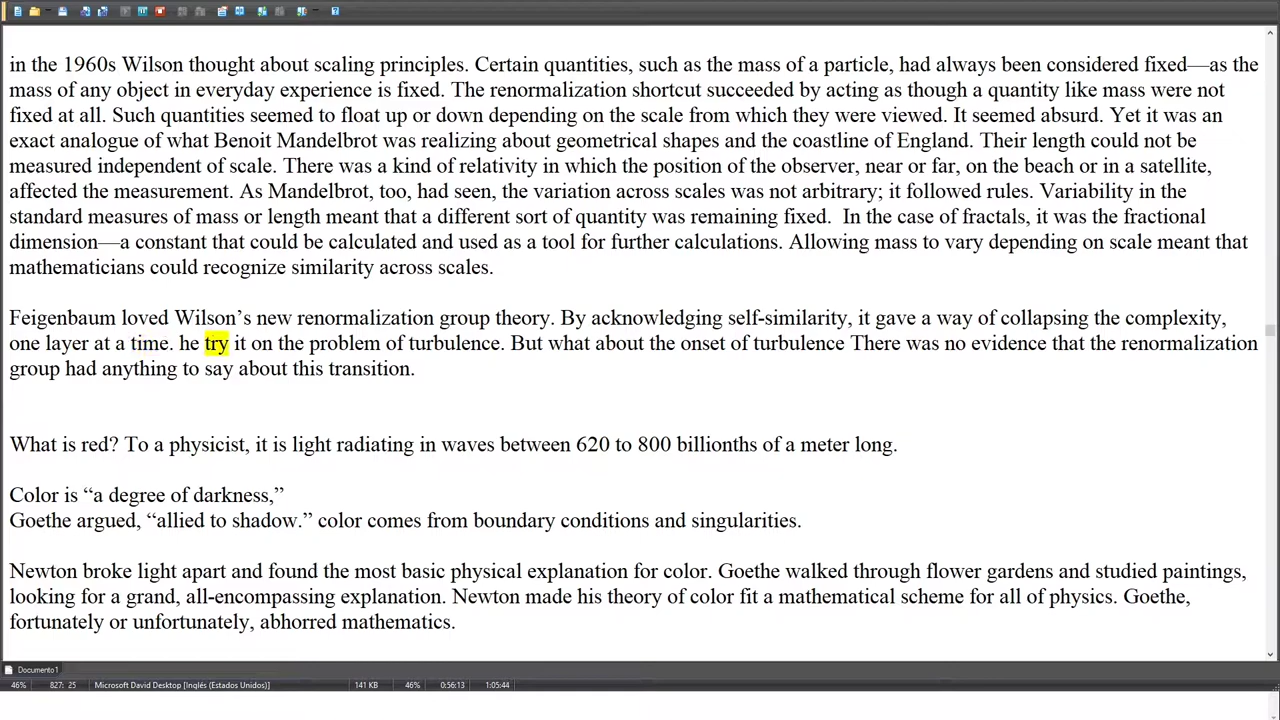 in the 1960s Wilson thought about scaling principles. Certain quantities, such as the mass of a particle, had always been considered fixed—as the
mass of any object in everyday experience is fixed. The renormalization shortcut succeeded by acting as though a quantity like mass were not
fixed at all. Such quantities seemed to float up or down depending on the scale from which they were viewed. It seemed absurd. Yet it was an
exact analogue of what Benoit Mandelbrot was realizing about geometrical shapes and the coastline of England. Their length could not be
measured independent of scale. There was a kind of relativity in which the position of the observer, near or far, on the beach or in a satellite,
affected the measurement. As Mandelbrot, too, had seen, the variation across scales was not arbitrary; it followed rules. Variability in the
standard measures of mass or length meant that a different sort of quantity was remaining fixed.  In the case of fractals, it was the fractional
dimension—a constant that could be calculated and used as a tool for further calculations. Allowing mass to vary depending on scale meant that
mathematicians could recognize similarity across scales.
Feigenbaum loved Wilson’s new renormalization group theory. By acknowledging self-similarity, it gave a way of collapsing the complexity,
one layer at a time. he try it on the problem of turbulence. But what about the onset of turbulence There was no evidence that the renormalization
group had anything to say about this transition.
What is red? To a physicist, it is light radiating in waves between 620 to 800 billionths of a meter long.
Color is “a degree of darkness,”
Goethe argued, “allied to shadow.” color comes from boundary conditions and singularities.
Newton broke light apart and found the most basic physical explanation for color. Goethe walked through flower gardens and studied paintings,
looking for a grand, all-encompassing explanation. Newton made his theory of color fit a mathematical scheme for all of physics. Goethe,
fortunately or unfortunately, abhorred mathematics.
Documento1
46% 827: 25 Microsoft David Desktop [Inglés (Estados Unidos)] 141 KB 46% 0:56:13 1:05:44